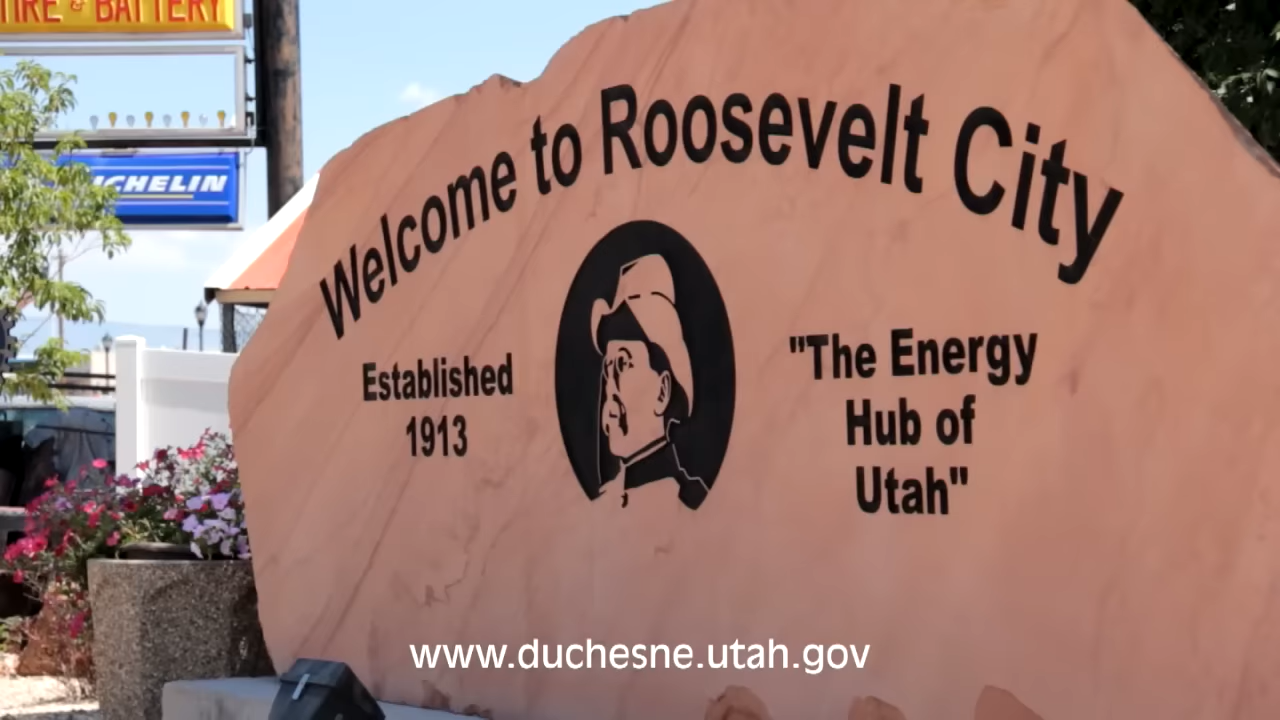 TIRE & BATTERY
MICHELIN
Welcome to Roosevelt City
Established
1913
"The Energy
Hub of
Utah"
www.duchesne.utah.gov